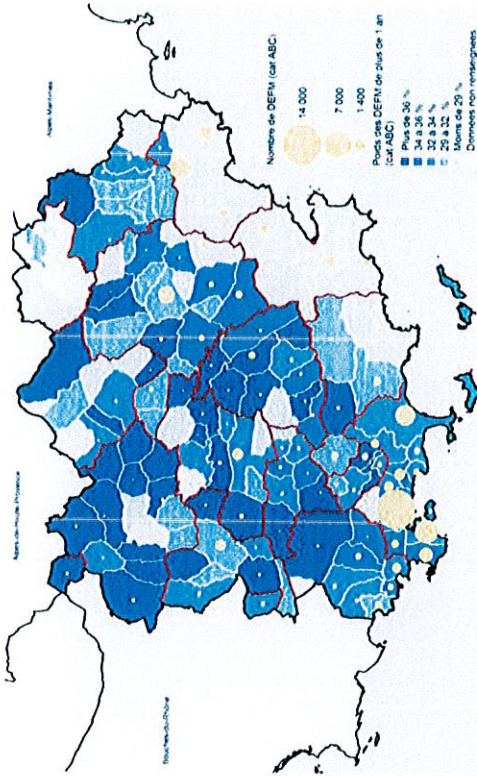 Alpes-de-Haute-Provence
Alpes-Maritimes
Bouches-du-Rhône
Nombre de DEFM (cat ABC)
14 000
7 000
1 400
Poids des DEFM de plus de 1 an
(cat ABC)
Plus de 36 %
34 à 36 %
32 à 34 %
29 à 32 %
Moins de 29 %
Données non renseignées